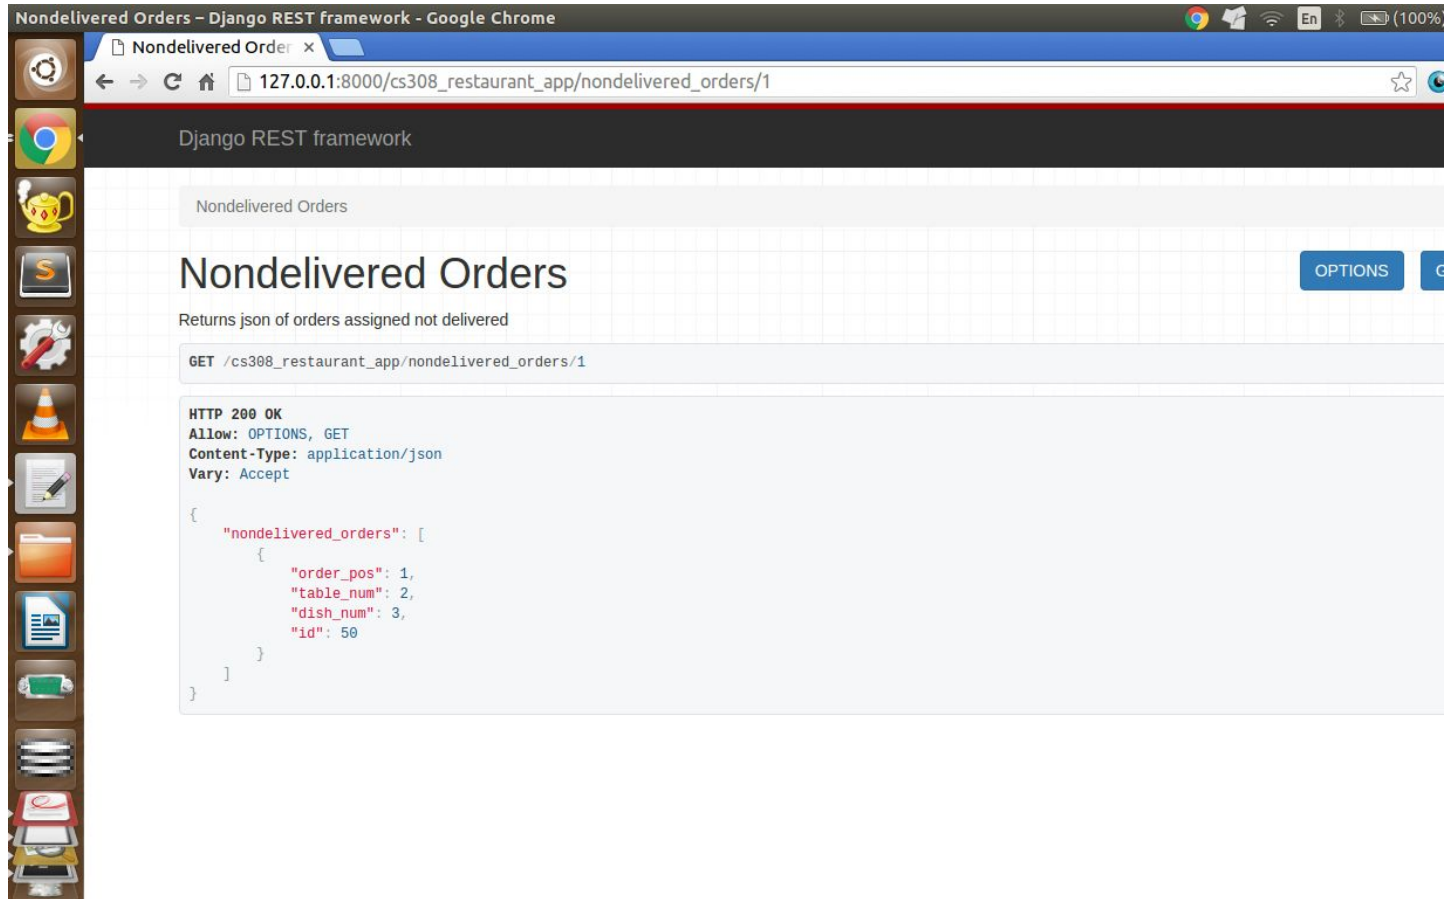 Nondelivered Orders – Django REST framework - Google Chrome
En
(100%)
Nondelivered Order
127.0.0.1:8000/cs308_restaurant_app/nondelivered_orders/1
Django REST framework
Nondelivered Orders
Nondelivered Orders
OPTIONS
G
Returns json of orders assigned not delivered
GET /cs308_restaurant_app/nondelivered_orders/1
HTTP 200 OK
Allow: OPTIONS, GET
Content-Type: application/json
Vary: Accept
{
    "nondelivered_orders": [
        {
            "order_pos": 1,
            "table_num": 2,
            "dish_num": 3,
            "id": 50
        }
    ]
}